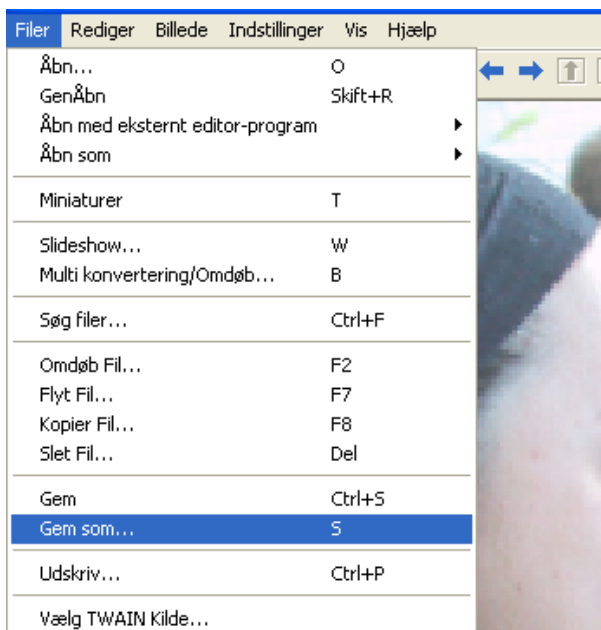 Filer Rediger Billede Indstillinger Vis Hjælp
Åbn... O
GenÅbn Skift+R
Åbn med eksternt editor-program
Åbn som
Miniaturer T
Slideshow... W
Multi konvertering/Omdøb... B
Søg filer... Ctrl+F
Omdøb Fil... F2
Flyt Fil... F7
Kopier Fil... F8
Slet Fil... Del
Gem Ctrl+S
Gem som... S
Udskriv... Ctrl+P
Vælg TWAIN Kilde...